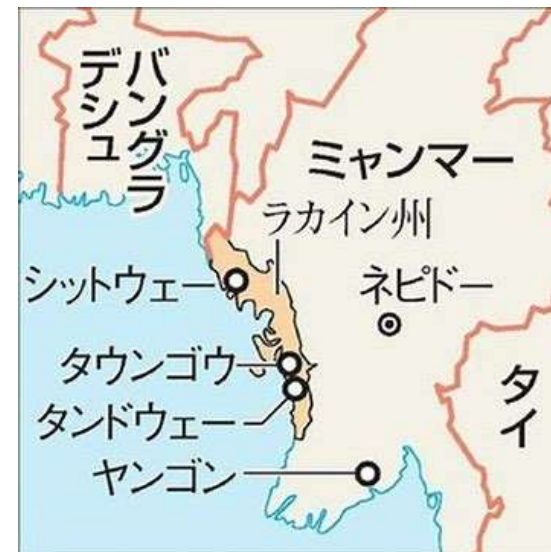 バングラ
デシュ
ミャンマー
ラカイン州
シットウェー
ネピドー
タウンゴウ
タンドウェー
タイ
ヤンゴン